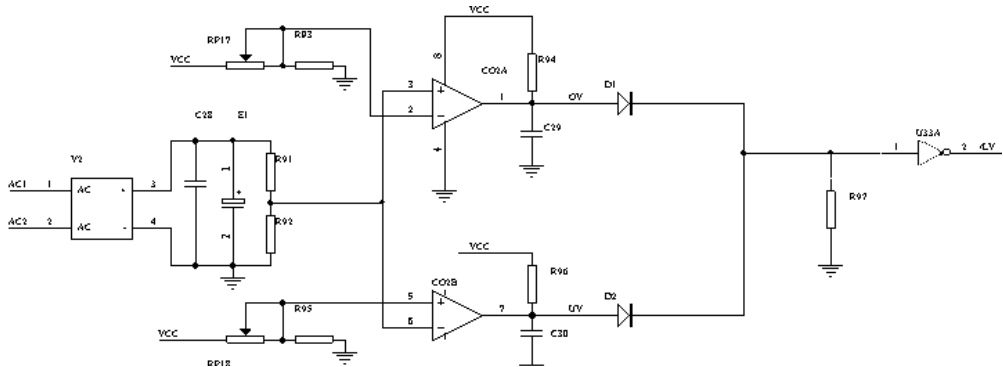 VCC
RP17
R93
VCC
8
CO2A
R94
3
1
OV
D1
2
C29
C28
E1
4
V2
R91
1
U33A
1
2
AC1
1
AC
+
3
+
AC2
2
AC
-
4
2
R92
R97
VCC
CO2B
R96
R95
5
7
UV
D2
6
C30
VCC
RP18